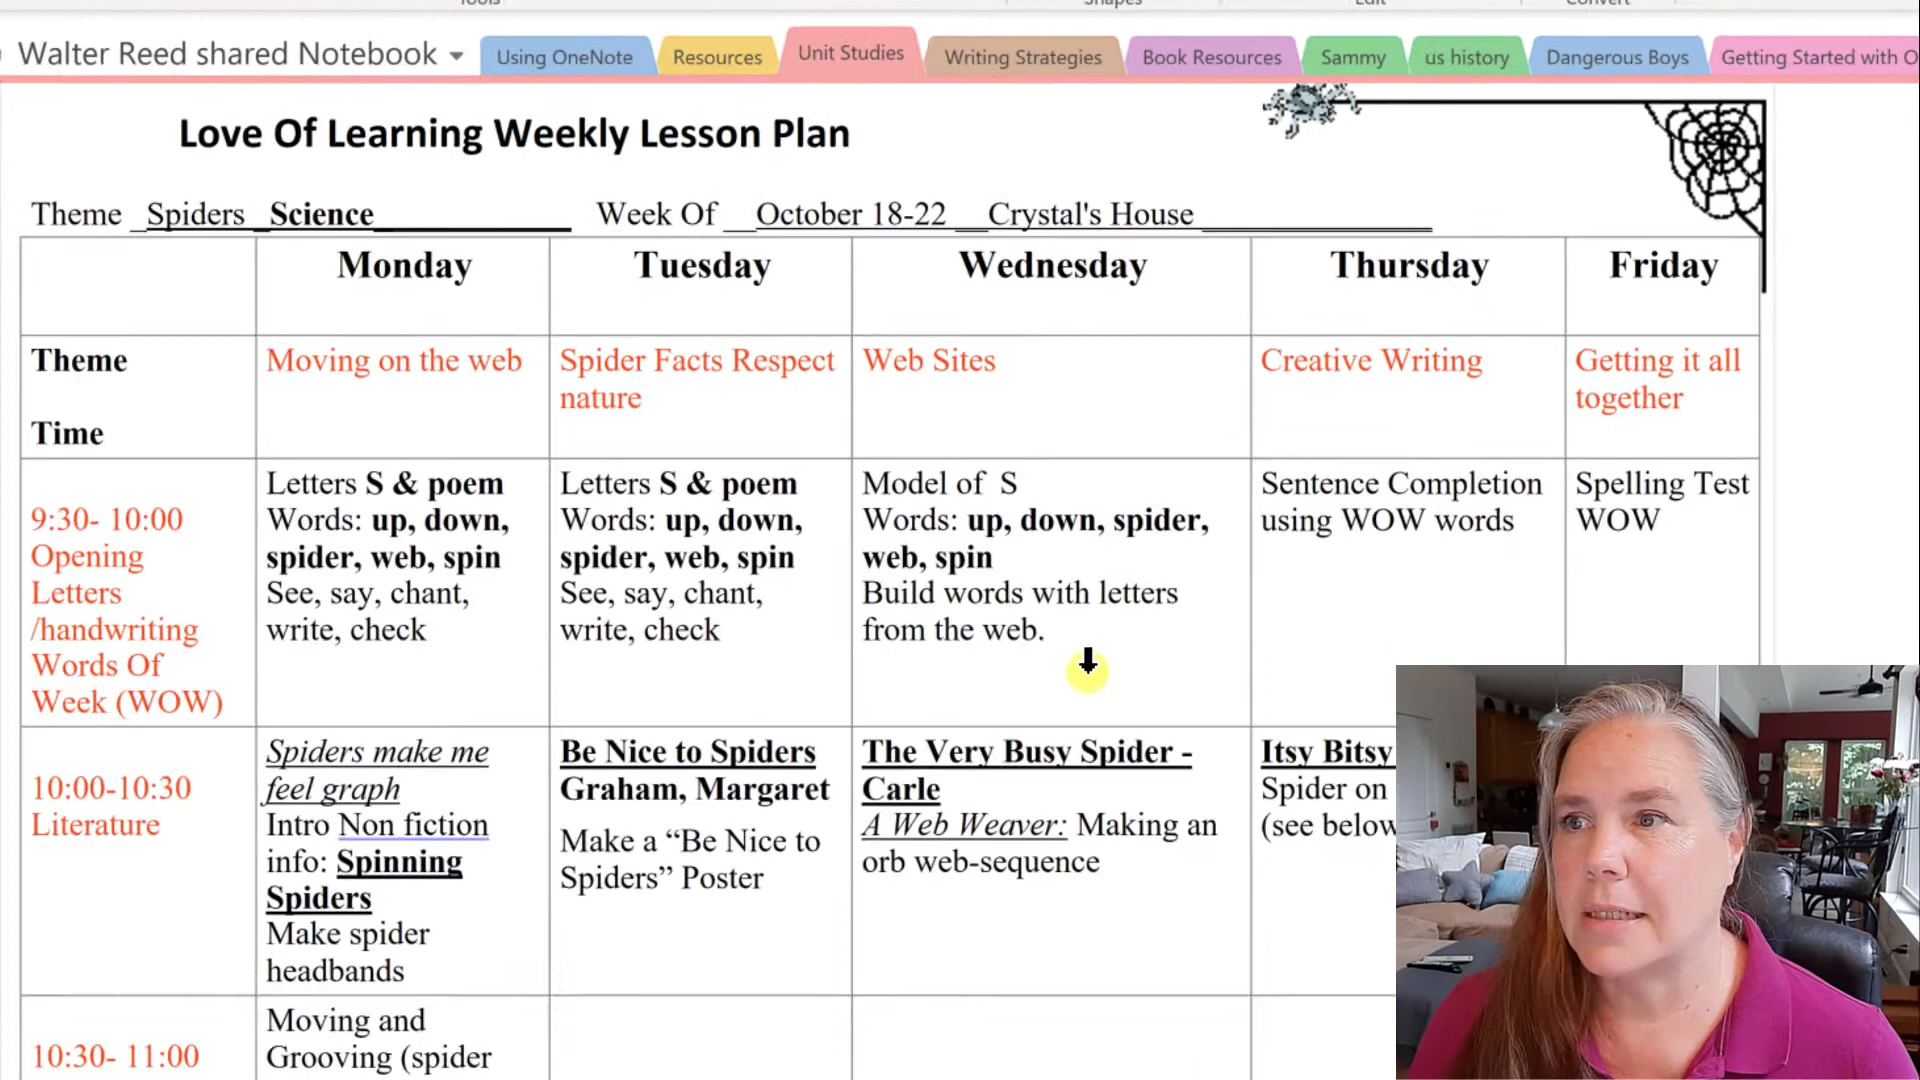 Tools Shapes Edit Convert
Walter Reed shared Notebook Using OneNote Resources Unit Studies Writing Strategies Book Resources Sammy us history Dangerous Boys Getting Started with O
Love Of Learning Weekly Lesson Plan
Theme _Spiders _Science____________ Week Of __October 18-22 __Crystal's House _______________
Monday Tuesday Wednesday Thursday Friday
Theme
Time
Moving on the web
Spider Facts Respect
nature
Web Sites
Creative Writing
Getting it all
together
9:30- 10:00
Opening
Letters
/handwriting
Words Of
Week (WOW)
Letters S & poem
Words: up, down,
spider, web, spin
See, say, chant,
write, check
Letters S & poem
Words: up, down,
spider, web, spin
See, say, chant,
write, check
Model of S
Words: up, down, spider,
web, spin
Build words with letters
from the web.
Sentence Completion
using WOW words
Spelling Test
WOW
10:00-10:30
Literature
Spiders make me
feel graph
Intro Non fiction
info: Spinning
Spiders
Make spider
headbands
Be Nice to Spiders
Graham, Margaret
Make a “Be Nice to
Spiders” Poster
The Very Busy Spider -
Carle
A Web Weaver: Making an
orb web-sequence
Itsy Bitsy
Spider on
(see below
10:30- 11:00
Moving and
Grooving (spider